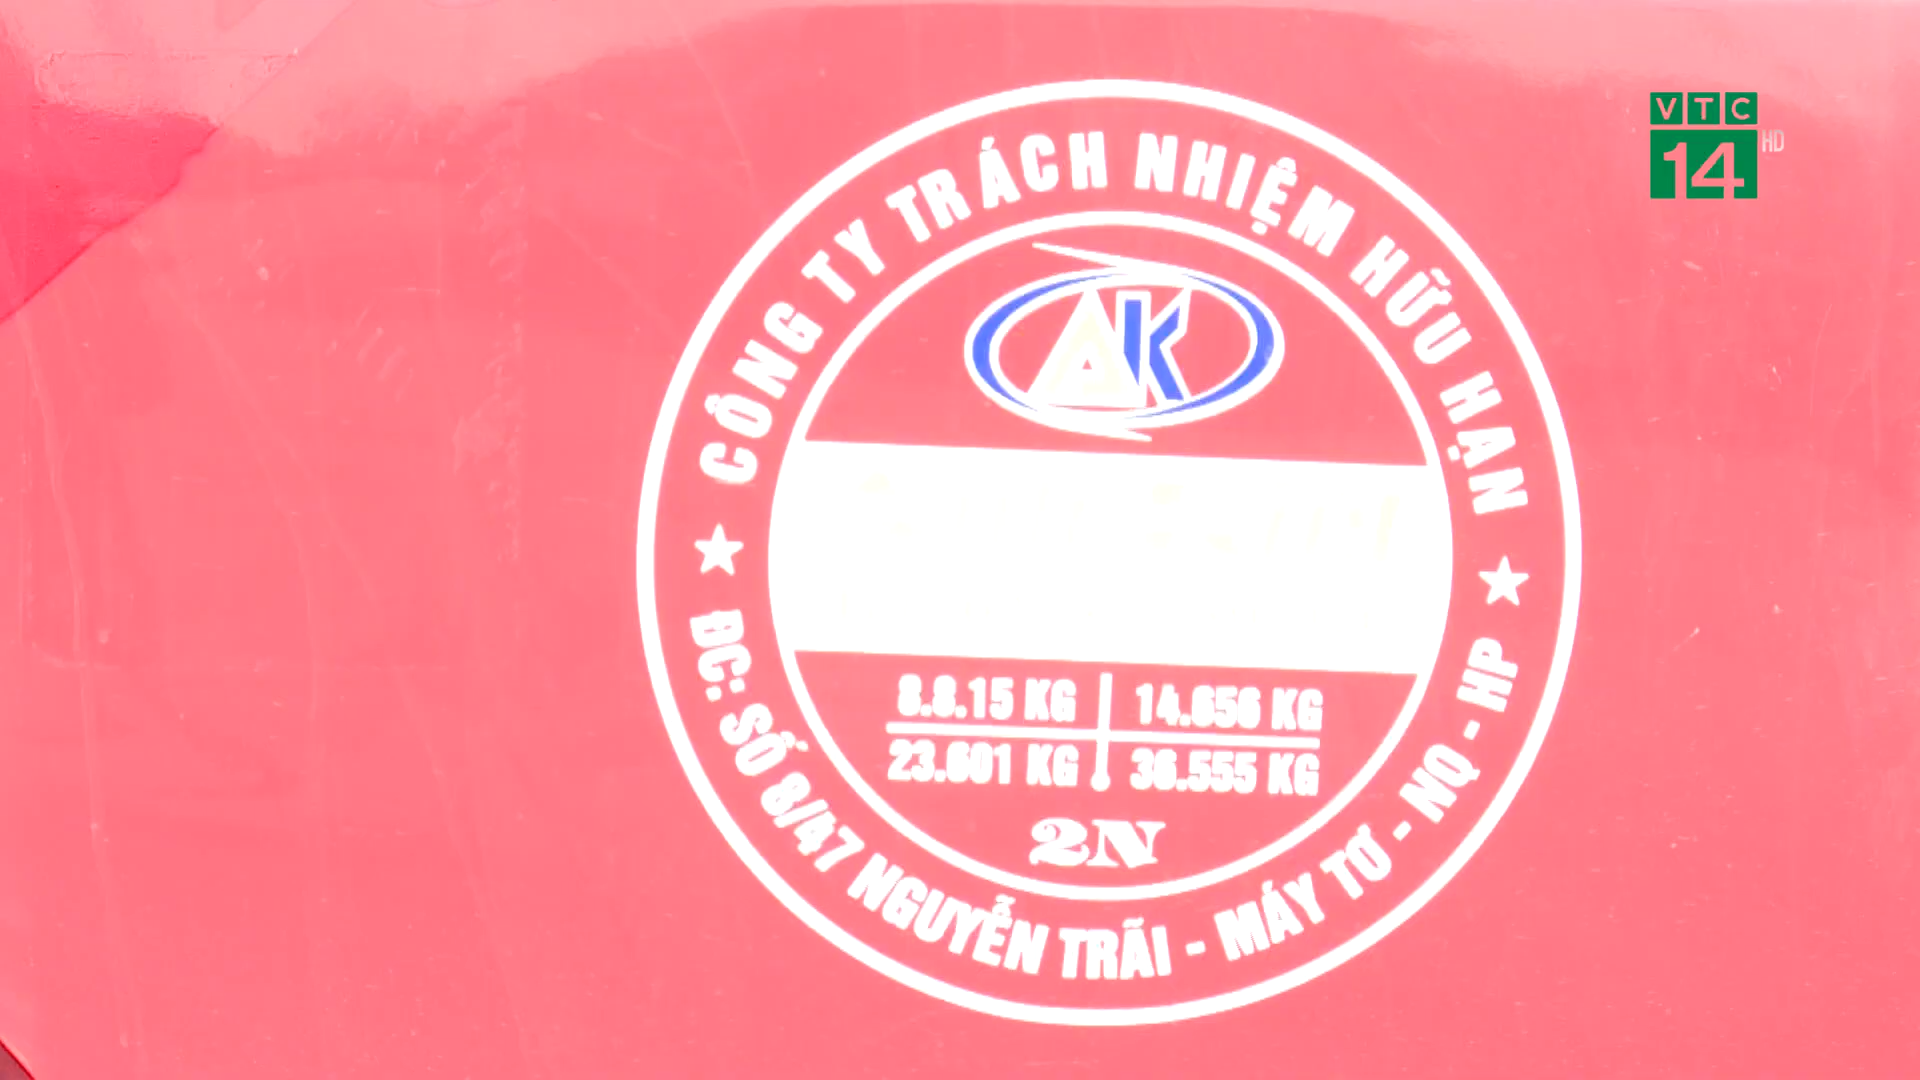 VTC
14
HD
CÔNG TY TRÁCH NHIỆM HỮU HẠN
AK
8.8.15 KG
14.656 KG
23.601 KG
36.555 KG
2N
ĐC: SỐ 8/47 NGUYỄN TRÃI - MÁY TƠ - NQ - HP